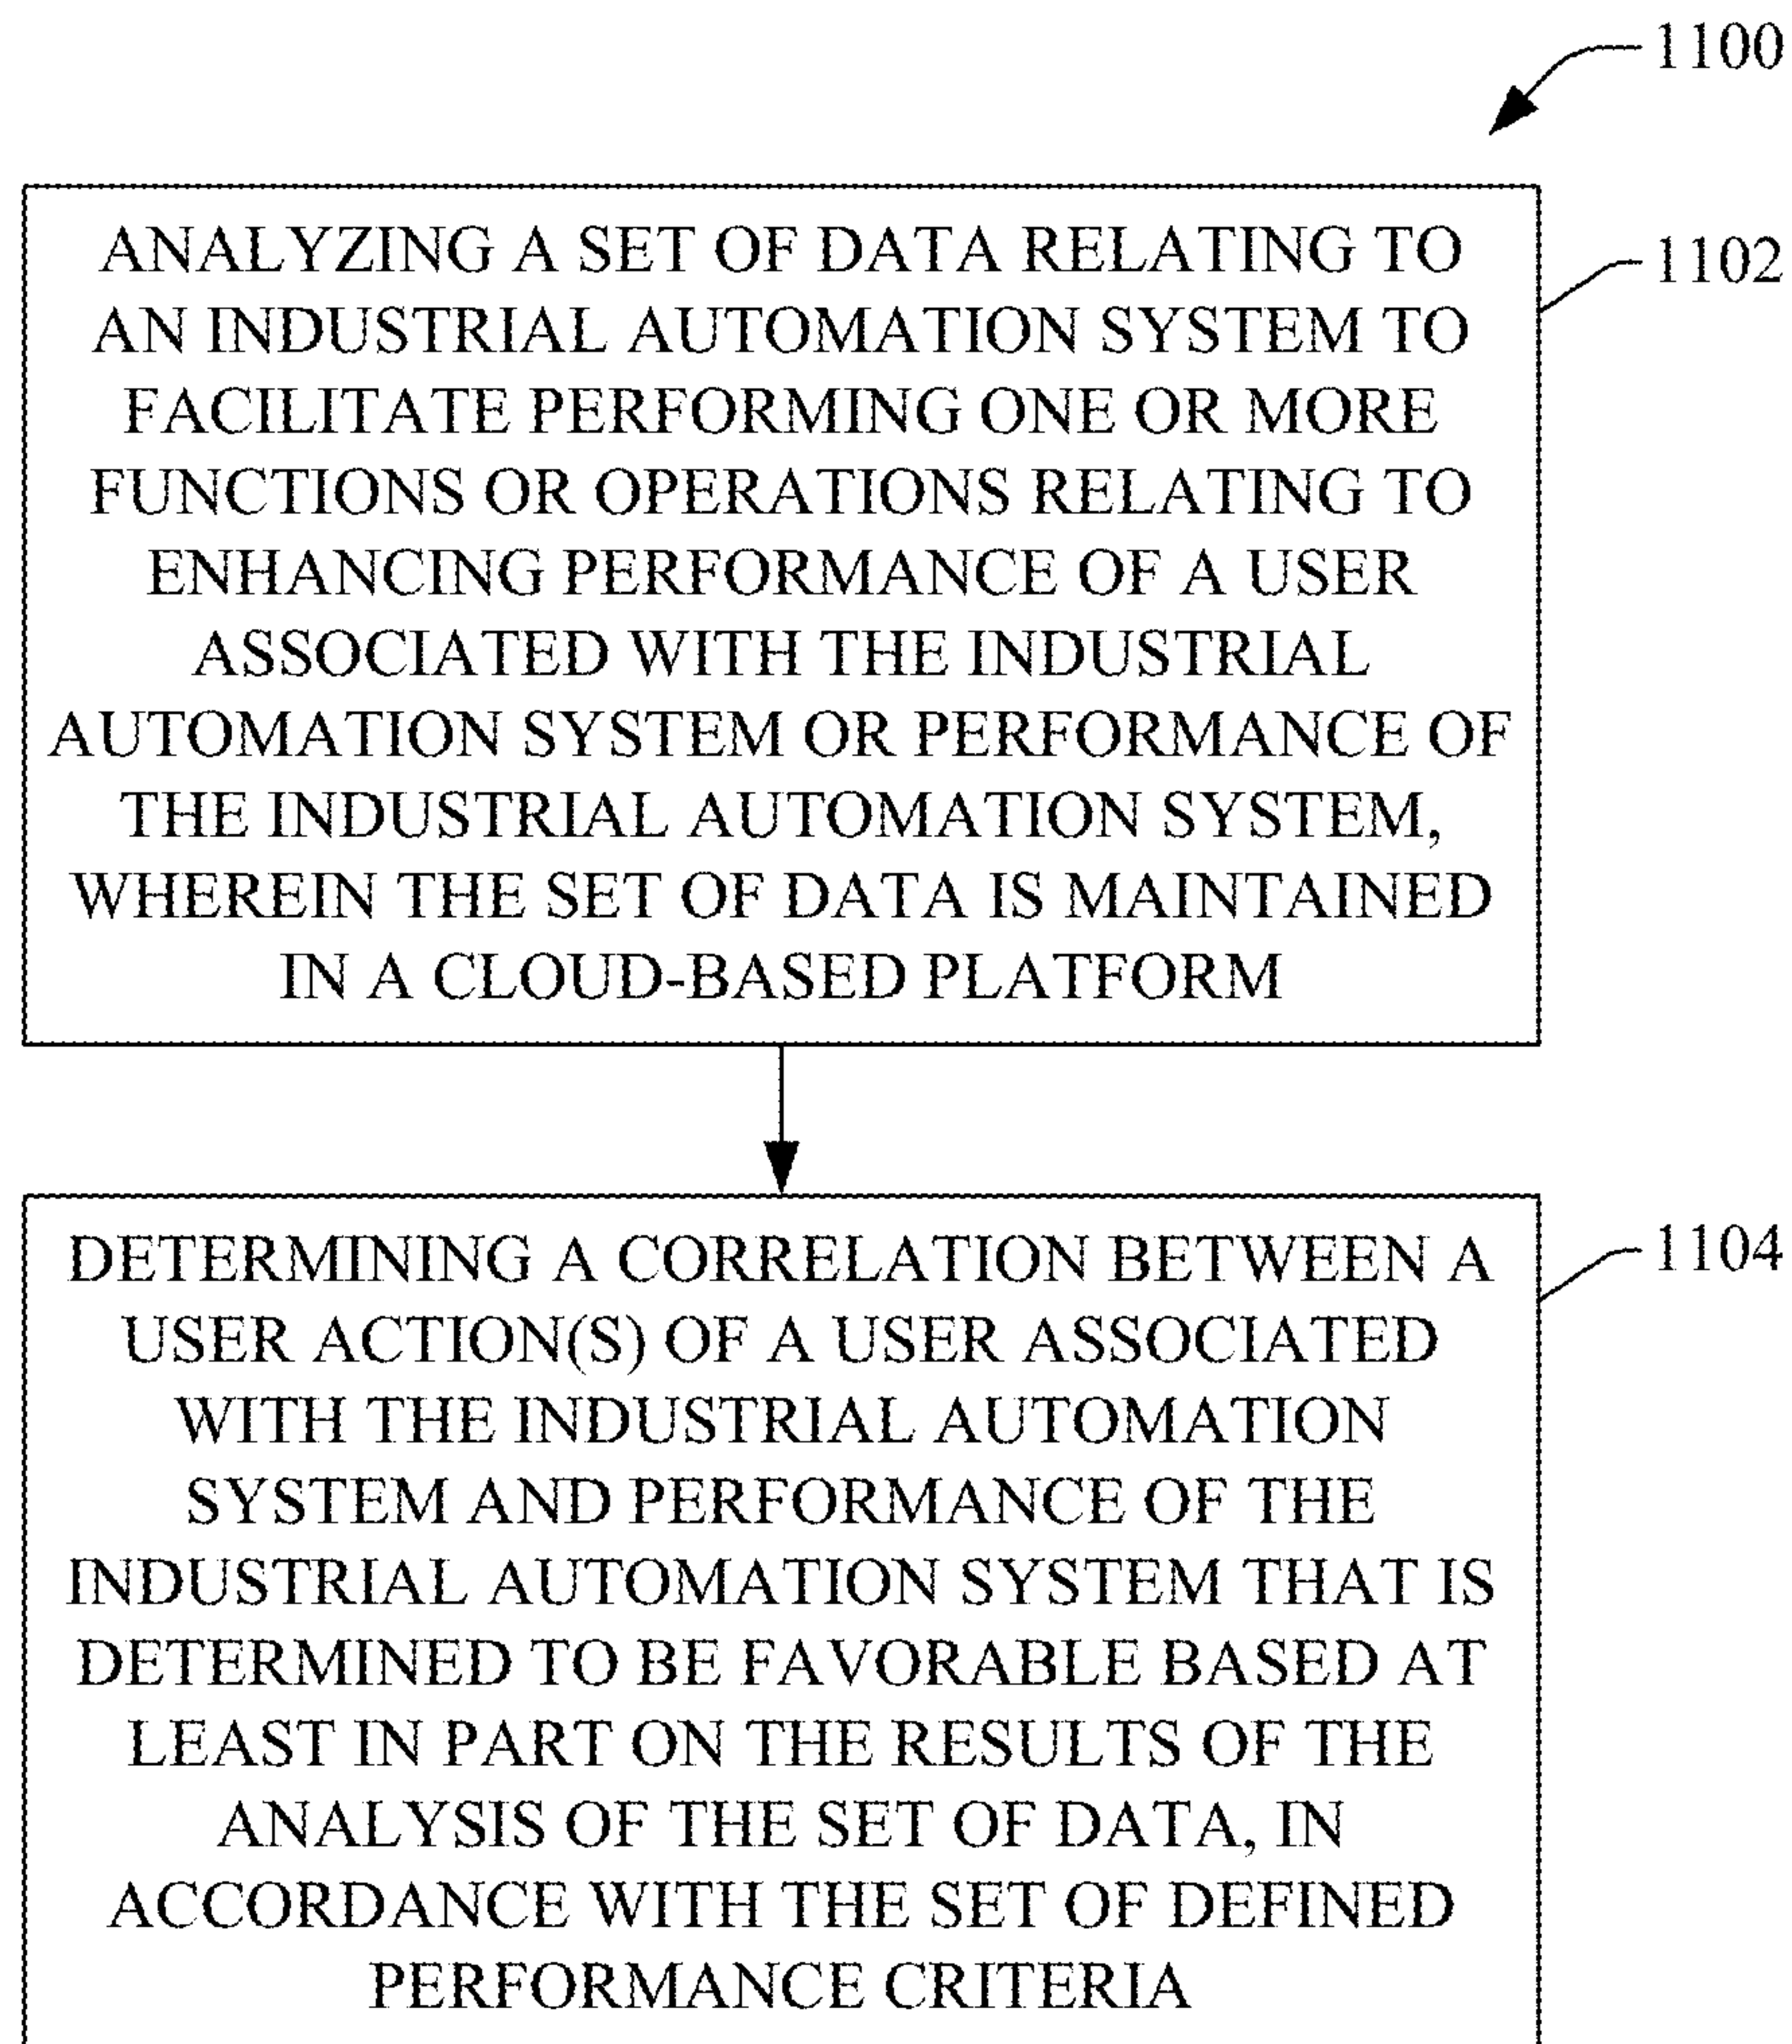 1100
ANALYZING A SET OF DATA RELATING TO
1102
AN INDUSTRIAL AUTOMATION SYSTEM TO
FACILITATE PERFORMING ONE OR MORE
FUNCTIONS OR OPERATIONS RELATING TO
ENHANCING PERFORMANCE OF A USER
ASSOCIATED WITH THE INDUSTRIAL
AUTOMATION SYSTEM OR PERFORMANCE OF
THE INDUSTRIAL AUTOMATION SYSTEM,
WHEREIN THE SET OF DATA IS MAINTAINED
IN A CLOUD-BASED PLATFORM
DETERMINING A CORRELATION BETWEEN A
1104
USER ACTION(S) OF A USER ASSOCIATED
WITH THE INDUSTRIAL AUTOMATION
SYSTEM AND PERFORMANCE OF THE
INDUSTRIAL AUTOMATION SYSTEM THAT IS
DETERMINED TO BE FAVORABLE BASED AT
LEAST IN PART ON THE RESULTS OF THE
ANALYSIS OF THE SET OF DATA, IN
ACCORDANCE WITH THE SET OF DEFINED
PERFORMANCE CRITERIA